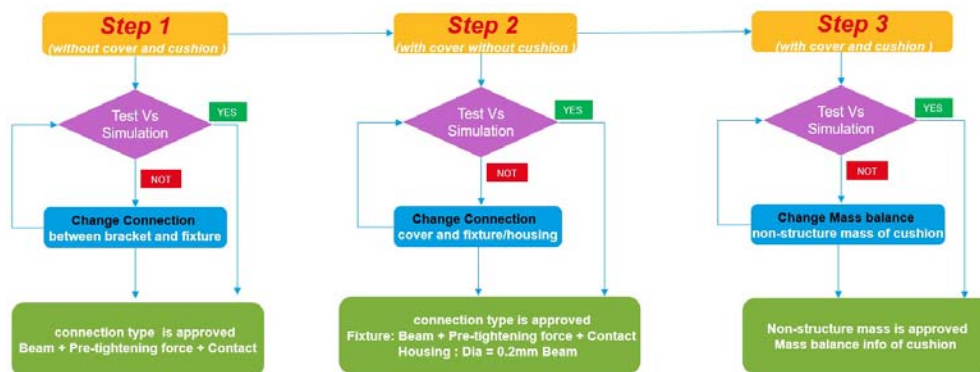 Step 1
(without cover and cushion )
Step 2
(with cover without cushion )
Step 3
(with cover and cushion )
Test Vs
Simulation
YES
NOT
Change Connection
between bracket and fixture
connection type is approved
Beam + Pre-tightening force + Contact
Test Vs
Simulation
YES
NOT
Change Connection
cover and fixture/housing
connection type is approved
Fixture: Beam + Pre-tightening force + Contact
Housing : Dia = 0.2mm Beam
Test Vs
Simulation
YES
NOT
Change Mass balance
non-structure mass of cushion
Non-structure mass is approved
Mass balance info of cushion